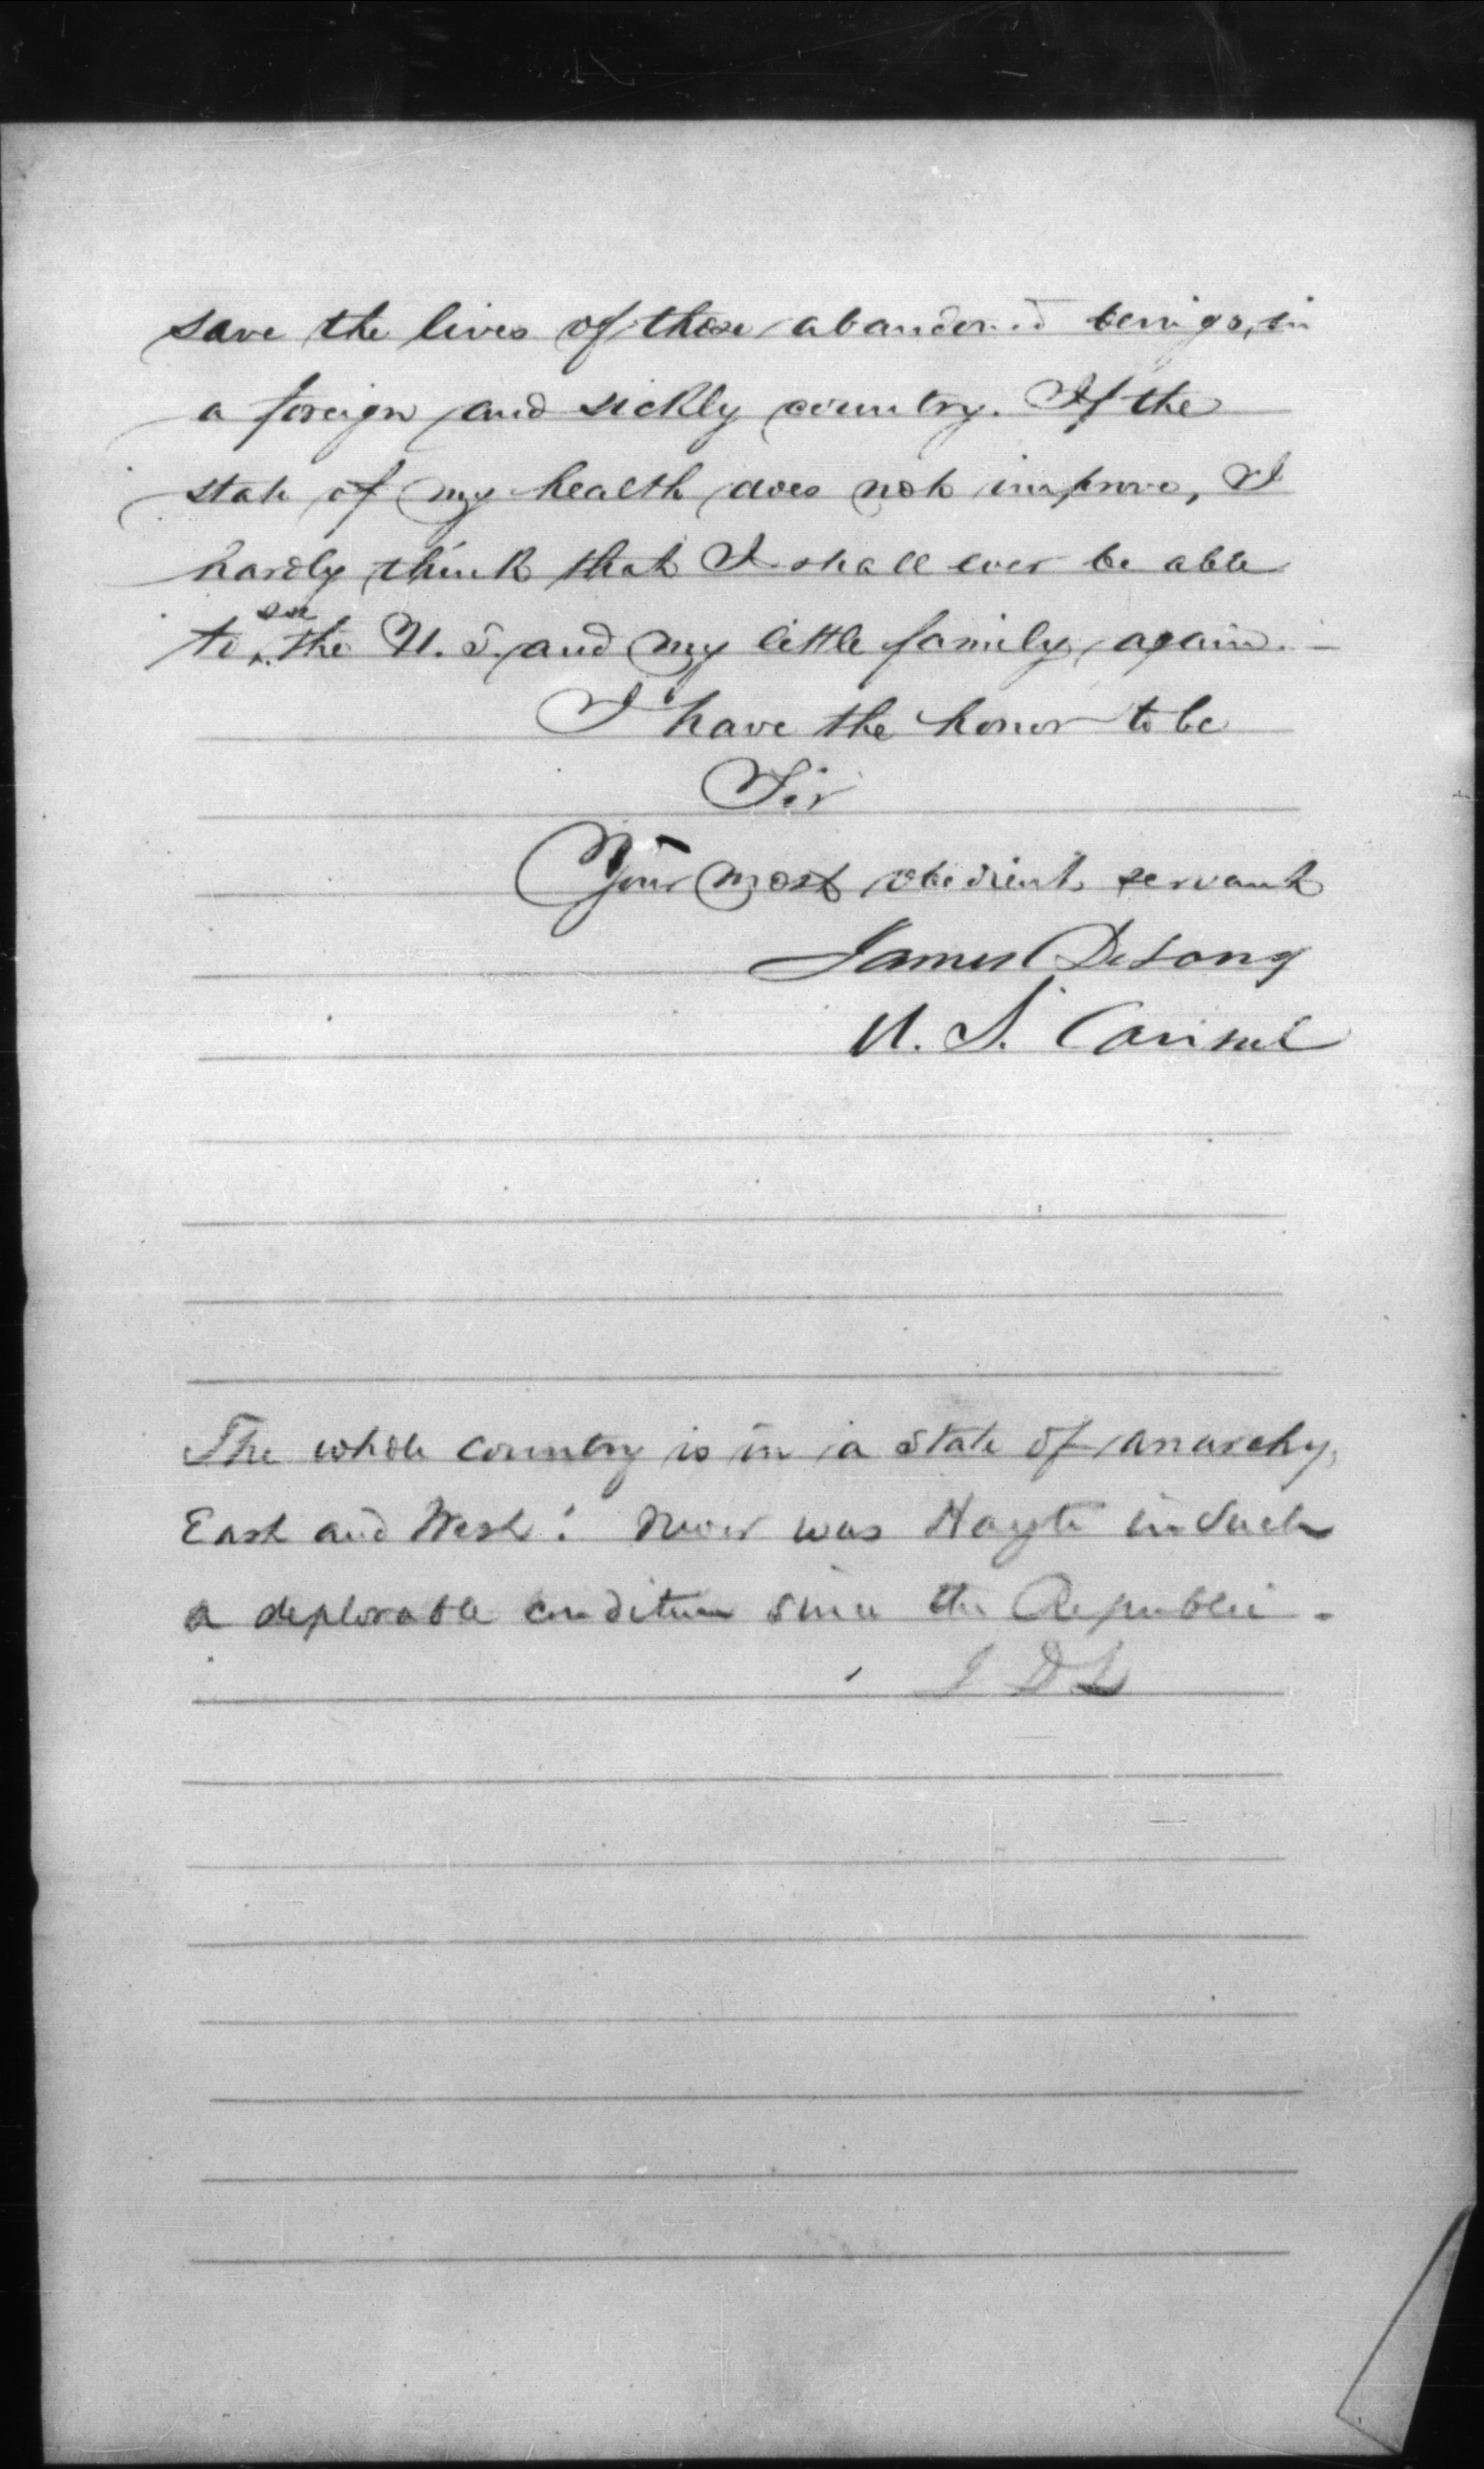 save the lives of those abandoned beings, in
a foreign and sickly country. If the
state of my health does not improve, I
hardly think that I shall ever be able
to see the U. S. and my little family again. —
I have the honor to be
Sir
Your most obedient servant
James DeLong
U. S. Consul
The whole country is in a state of anarchy,
East and West! Never was Hayti in such
a deplorable condition since the Republic.
J D L